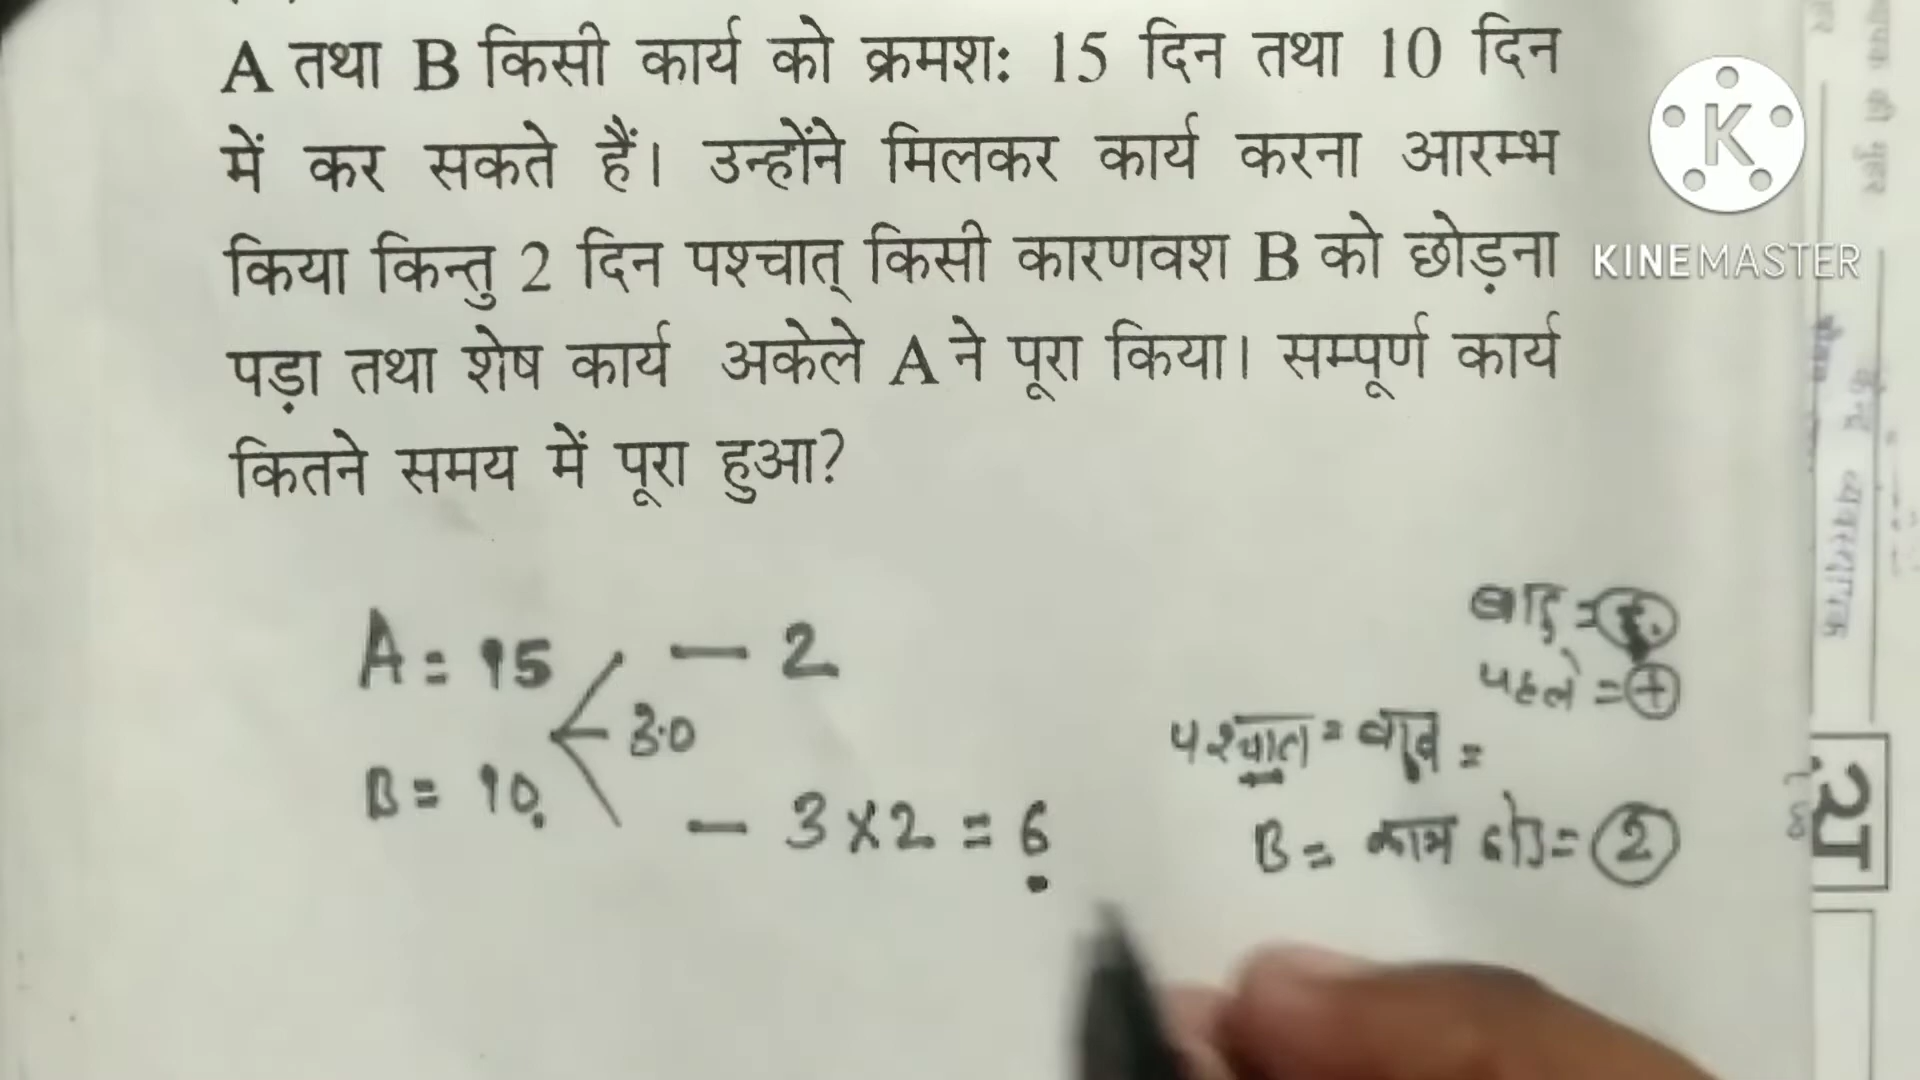 A तथा B किसी कार्य को क्रमश: 15 दिन तथा 10 दिन
में कर सकते हैं। उन्होंने मिलकर कार्य करना आरम्भ
किया किन्तु 2 दिन पश्चात् किसी कारणवश B को छोड़ना
पड़ा तथा शेष कार्य अकेले A ने पूरा किया। सम्पूर्ण कार्य
कितने समय में पूरा हुआ?
KINEMASTER
A = 15 — 2
30
B = 10 — 3×2 = 6
बाद =
पहले = +
पश्चात = बाद =
B = काम छोड़ = 2